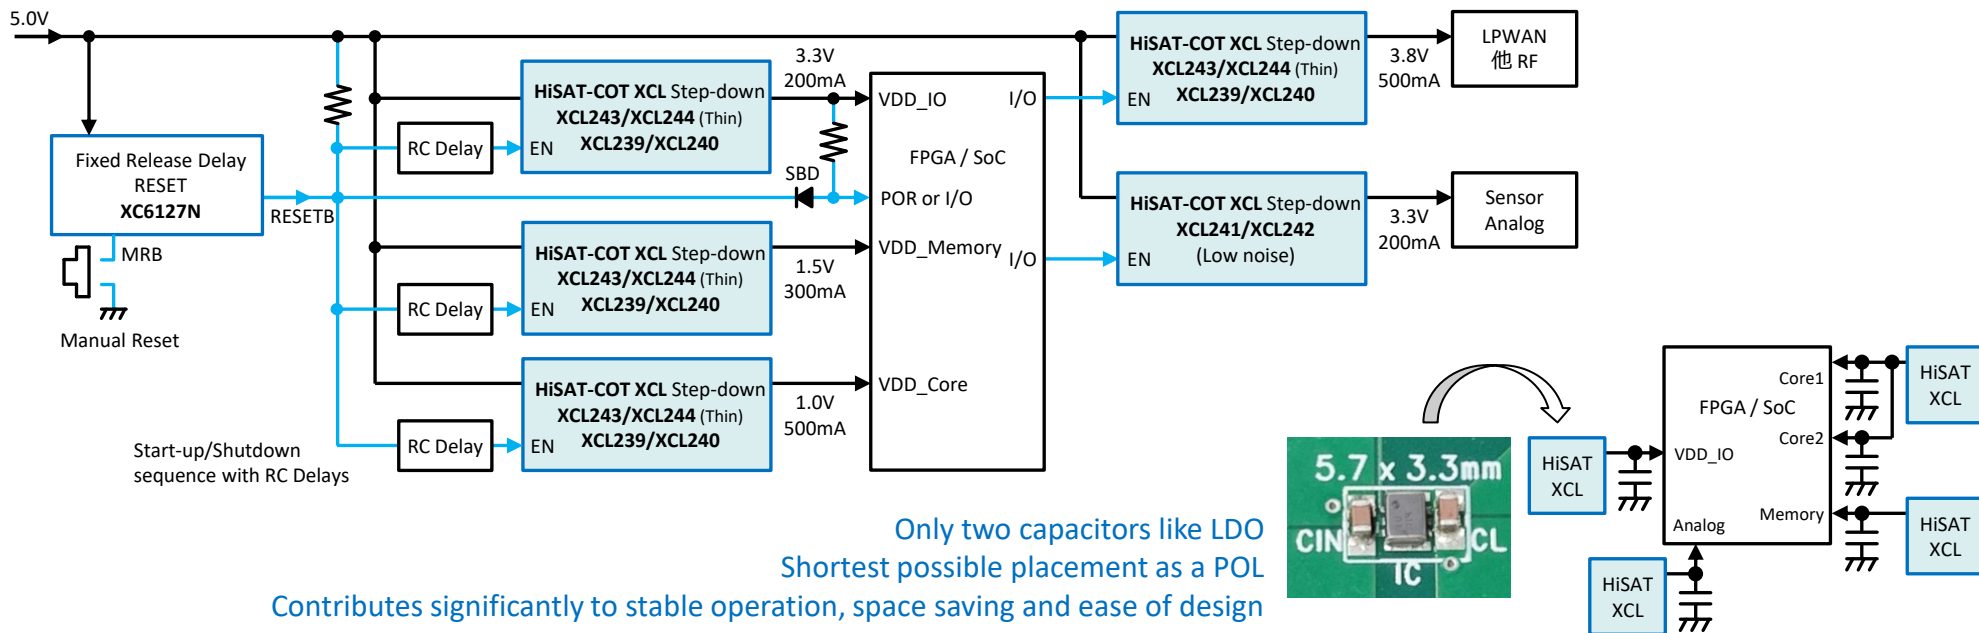 5.0V
Fixed Release Delay
RESET
XC6127N
RESETB
MRB
Manual Reset
Start-up/Shutdown
sequence with RC Delays
RC Delay
HiSAT-COT XCL Step-down
XCL243/XCL244 (Thin)
EN
XCL239/XCL240
3.3V
200mA
SBD
RC Delay
HiSAT-COT XCL Step-down
XCL243/XCL244 (Thin)
EN
XCL239/XCL240
1.5V
300mA
RC Delay
HiSAT-COT XCL Step-down
XCL243/XCL244 (Thin)
EN
XCL239/XCL240
1.0V
500mA
VDD_IO
I/O
FPGA / SoC
POR or I/O
VDD_Memory
I/O
VDD_Core
HiSAT-COT XCL Step-down
XCL243/XCL244 (Thin)
EN
XCL239/XCL240
3.8V
500mA
LPWAN
他 RF
HiSAT-COT XCL Step-down
XCL241/XCL242
EN
(Low noise)
3.3V
200mA
Sensor
Analog
Only two capacitors like LDO
Shortest possible placement as a POL
Contributes significantly to stable operation, space saving and ease of design
5.7 x 3.3mm
CIN
CL
IC
HiSAT
XCL
Core1
FPGA / SoC
Core2
VDD_IO
Memory
Analog
HiSAT
XCL
HiSAT
XCL
HiSAT
XCL